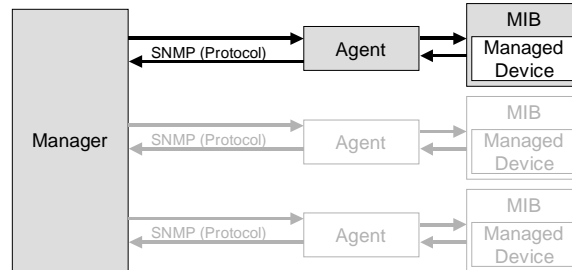 MIB
SNMP (Protocol)
Agent
Managed
Device
MIB
Manager
SNMP (Protocol)
Agent
Managed
Device
MIB
SNMP (Protocol)
Agent
Managed
Device